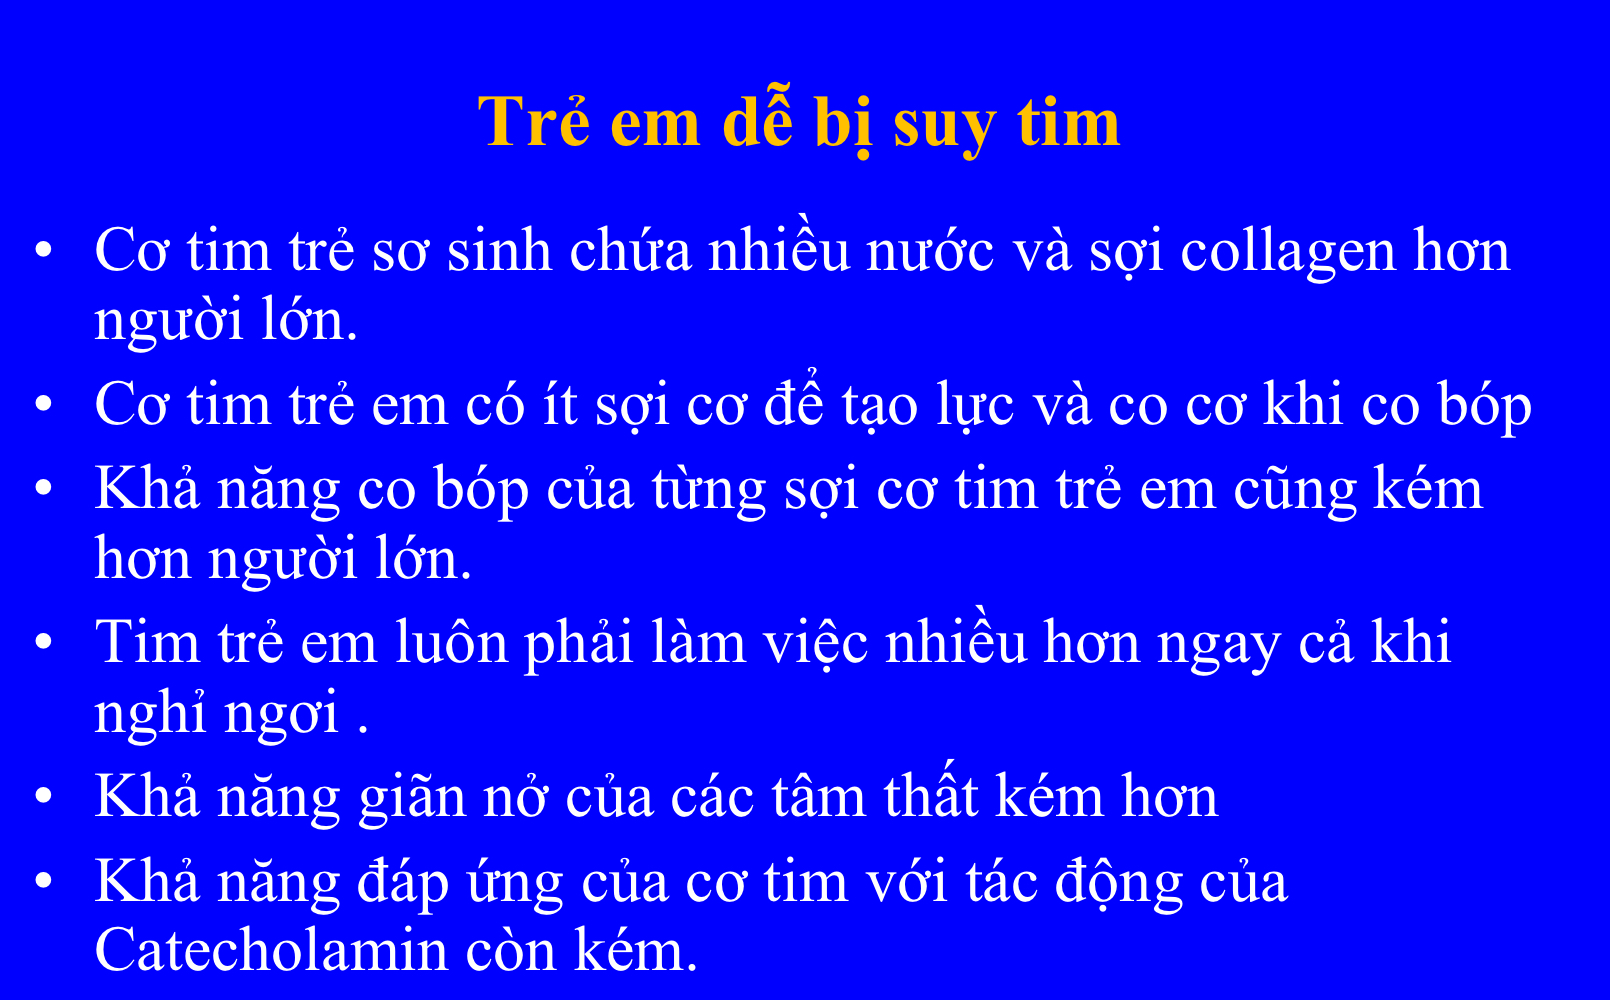 Trẻ em dễ bị suy tim
• Cơ tim trẻ sơ sinh chứa nhiều nước và sợi collagen hơn
người lớn.
• Cơ tim trẻ em có ít sợi cơ để tạo lực và co cơ khi co bóp
• Khả năng co bóp của từng sợi cơ tim trẻ em cũng kém
hơn người lớn.
• Tim trẻ em luôn phải làm việc nhiều hơn ngay cả khi
nghỉ ngơi .
• Khả năng giãn nở của các tâm thất kém hơn
• Khả năng đáp ứng của cơ tim với tác động của
Catecholamin còn kém.